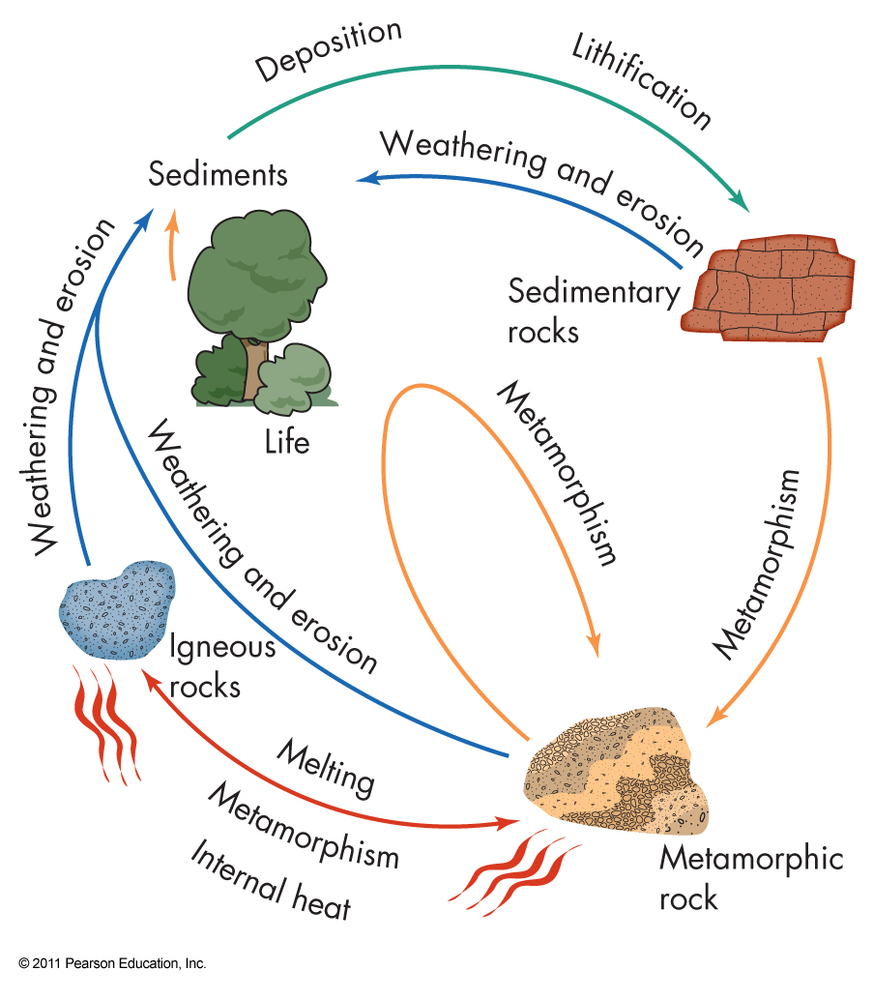 Deposition
Lithification
Weathering and erosion
Sediments
Weathering and erosion
Sedimentary
rocks
Life
Metamorphism
Metamorphism
Weathering and erosion
Igneous
rocks
Melting
Metamorphism
Internal heat
Metamorphic
rock
© 2011 Pearson Education, Inc.